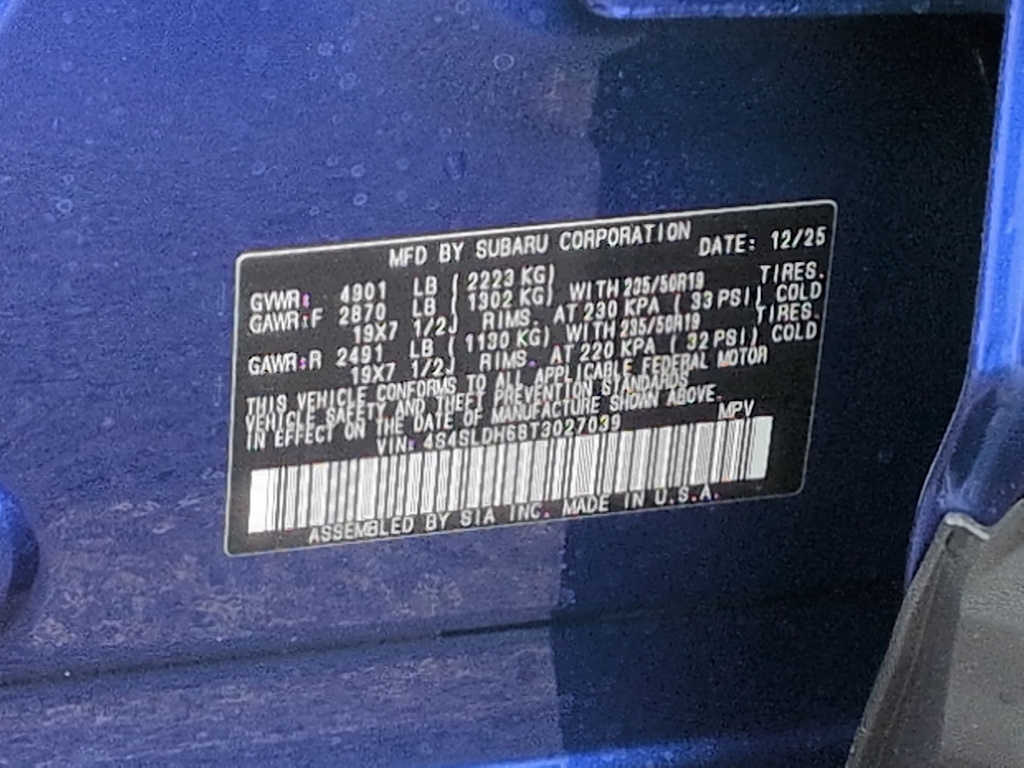 MFD BY SUBARU CORPORATION DATE: 12/25
GVWR: 4901 LB ( 2223 KG)
GAWR:F 2870 LB ( 1302 KG) WITH 235/50R19 TIRES.
19X7 1/2J RIMS. AT 230 KPA ( 33 PSI) COLD
GAWR:R 2491 LB ( 1130 KG) WITH 235/50R19 TIRES.
19X7 1/2J RIMS. AT 220 KPA ( 32 PSI) COLD
THIS VEHICLE CONFORMS TO ALL APPLICABLE FEDERAL MOTOR
VEHICLE SAFETY AND THEFT PREVENTION STANDARDS
IN EFFECT ON THE DATE OF MANUFACTURE SHOWN ABOVE.
VIN: 4S4SLDH6BT3027039 MPV
ASSEMBLED BY SIA INC. MADE IN U.S.A.